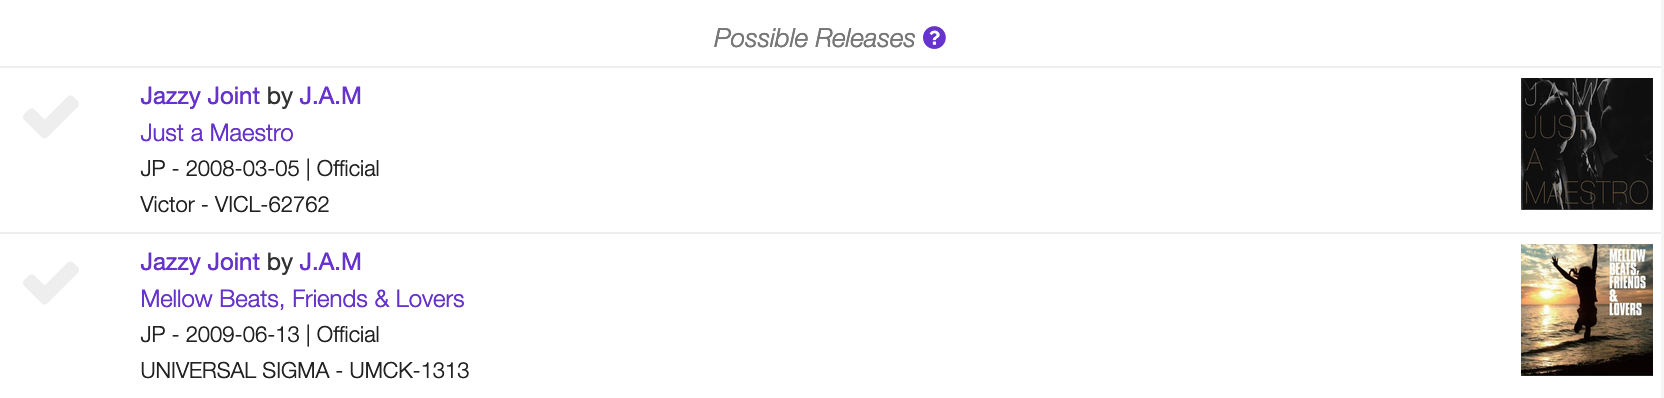 Possible Releases ?
Jazzy Joint by J.A.M
Just a Maestro
JP - 2008-03-05 | Official
Victor - VICL-62762
J.A.M
JUST
A
MAESTRO
Jazzy Joint by J.A.M
Mellow Beats, Friends & Lovers
JP - 2009-06-13 | Official
UNIVERSAL SIGMA - UMCK-1313
MELLOW
BEATS,
FRIENDS
&
LOVERS